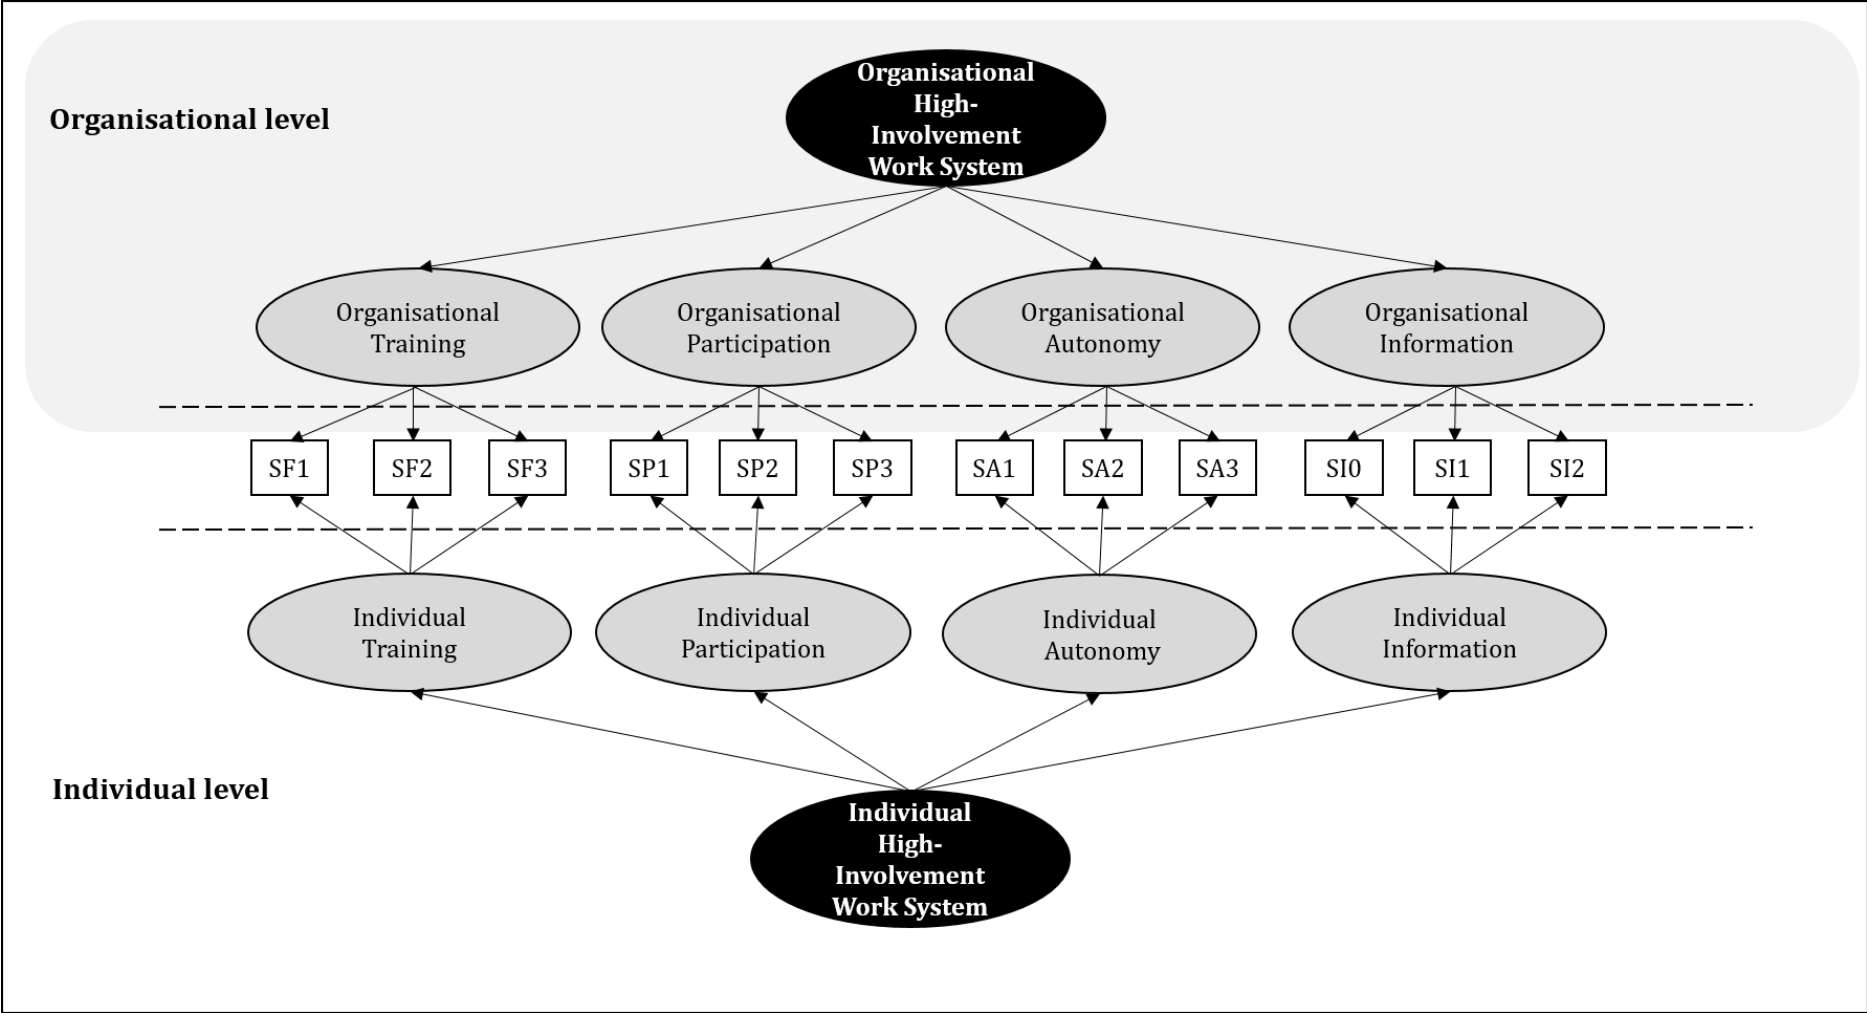 Organisational
High-
Involvement
Work System
Organisational level
Organisational
Training
Organisational
Participation
Organisational
Autonomy
Organisational
Information
SF1
SF2
SF3
SP1
SP2
SP3
SA1
SA2
SA3
SI0
SI1
SI2
Individual
Training
Individual
Participation
Individual
Autonomy
Individual
Information
Individual level
Individual
High-
Involvement
Work System